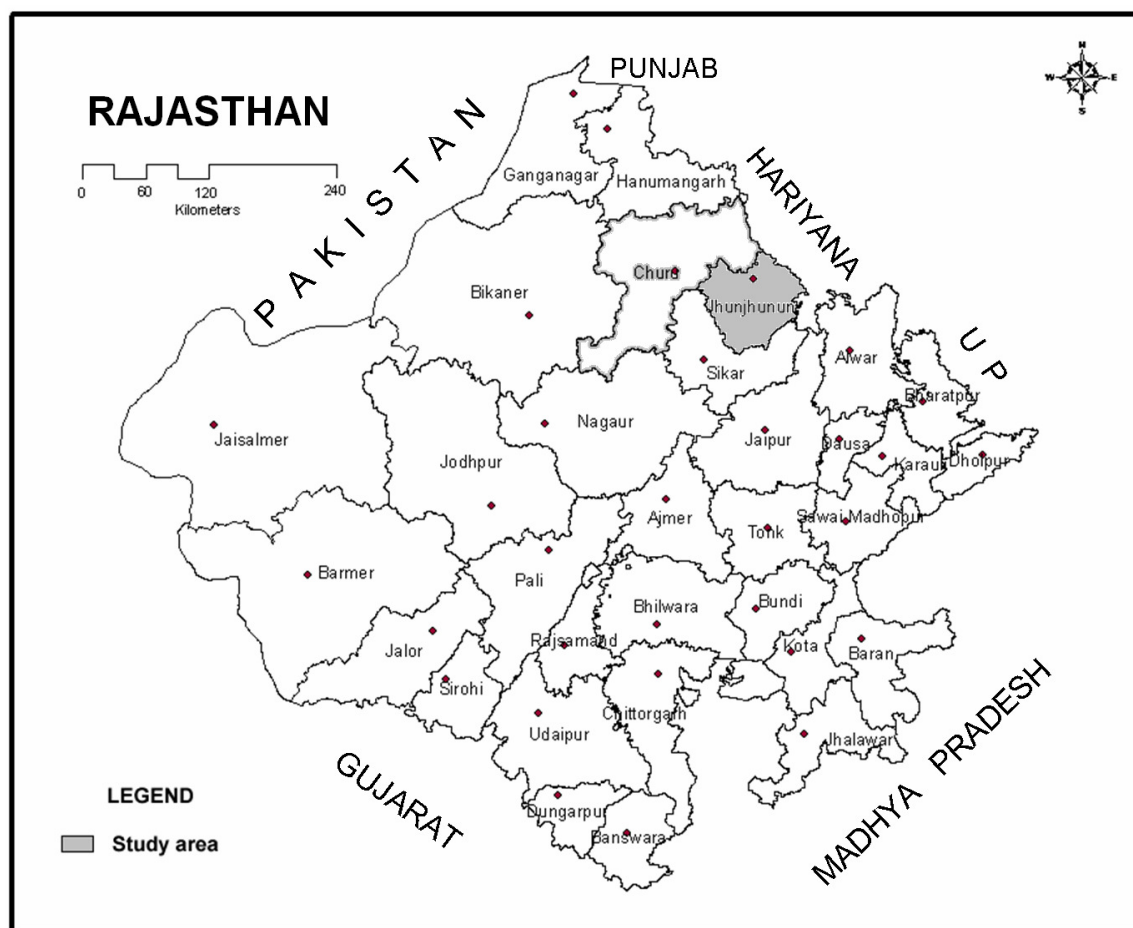 PUNJAB
RAJASTHAN
PAKISTAN
HARIYANA
UP
0 60 120 240
Kilometers
Ganganagar
Hanumangarh
Churu
Bikaner
Jhunjhunun
Alwar
Sikar
Bharatpur
Nagaur
Jaisalmer
Jaipur
Dausa
Jodhpur
Karauli
Dholpur
Ajmer
Sawai Madhopur
Tonk
Barmer
Pali
Bhilwara
Bundi
Rajsamand
Kota
Baran
Jalor
Sirohi
Chittorgarh
Udaipur
Jhalawar
GUJARAT
MADHYA PRADESH
LEGEND
Dungarpur
Banswara
Study area
N
W E
S